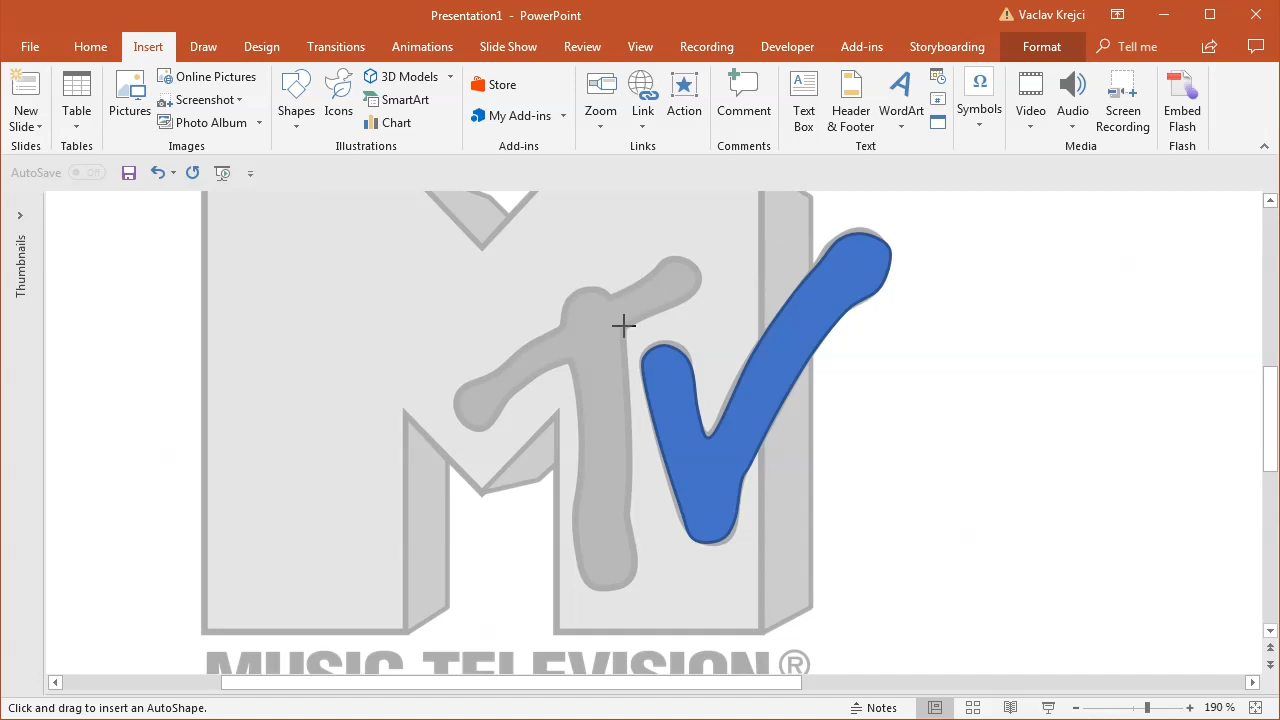 Presentation1 - PowerPoint
Vaclav Krejci
File Home Insert Draw Design Transitions Animations Slide Show Review View Recording Developer Add-ins Storyboarding Format Tell me
New Slide
Table
Pictures
Online Pictures
Screenshot
Photo Album
Shapes
Icons
3D Models
SmartArt
Chart
Store
My Add-ins
Zoom
Link
Action
Comment
Text Box
Header & Footer
WordArt
Symbols
Video
Audio
Screen Recording
Embed Flash
Slides Tables Images Illustrations Add-ins Links Comments Text Media Flash
AutoSave Off
Thumbnails
MTV
MUSIC TELEVISION®
Click and drag to insert an AutoShape.
Notes
190 %